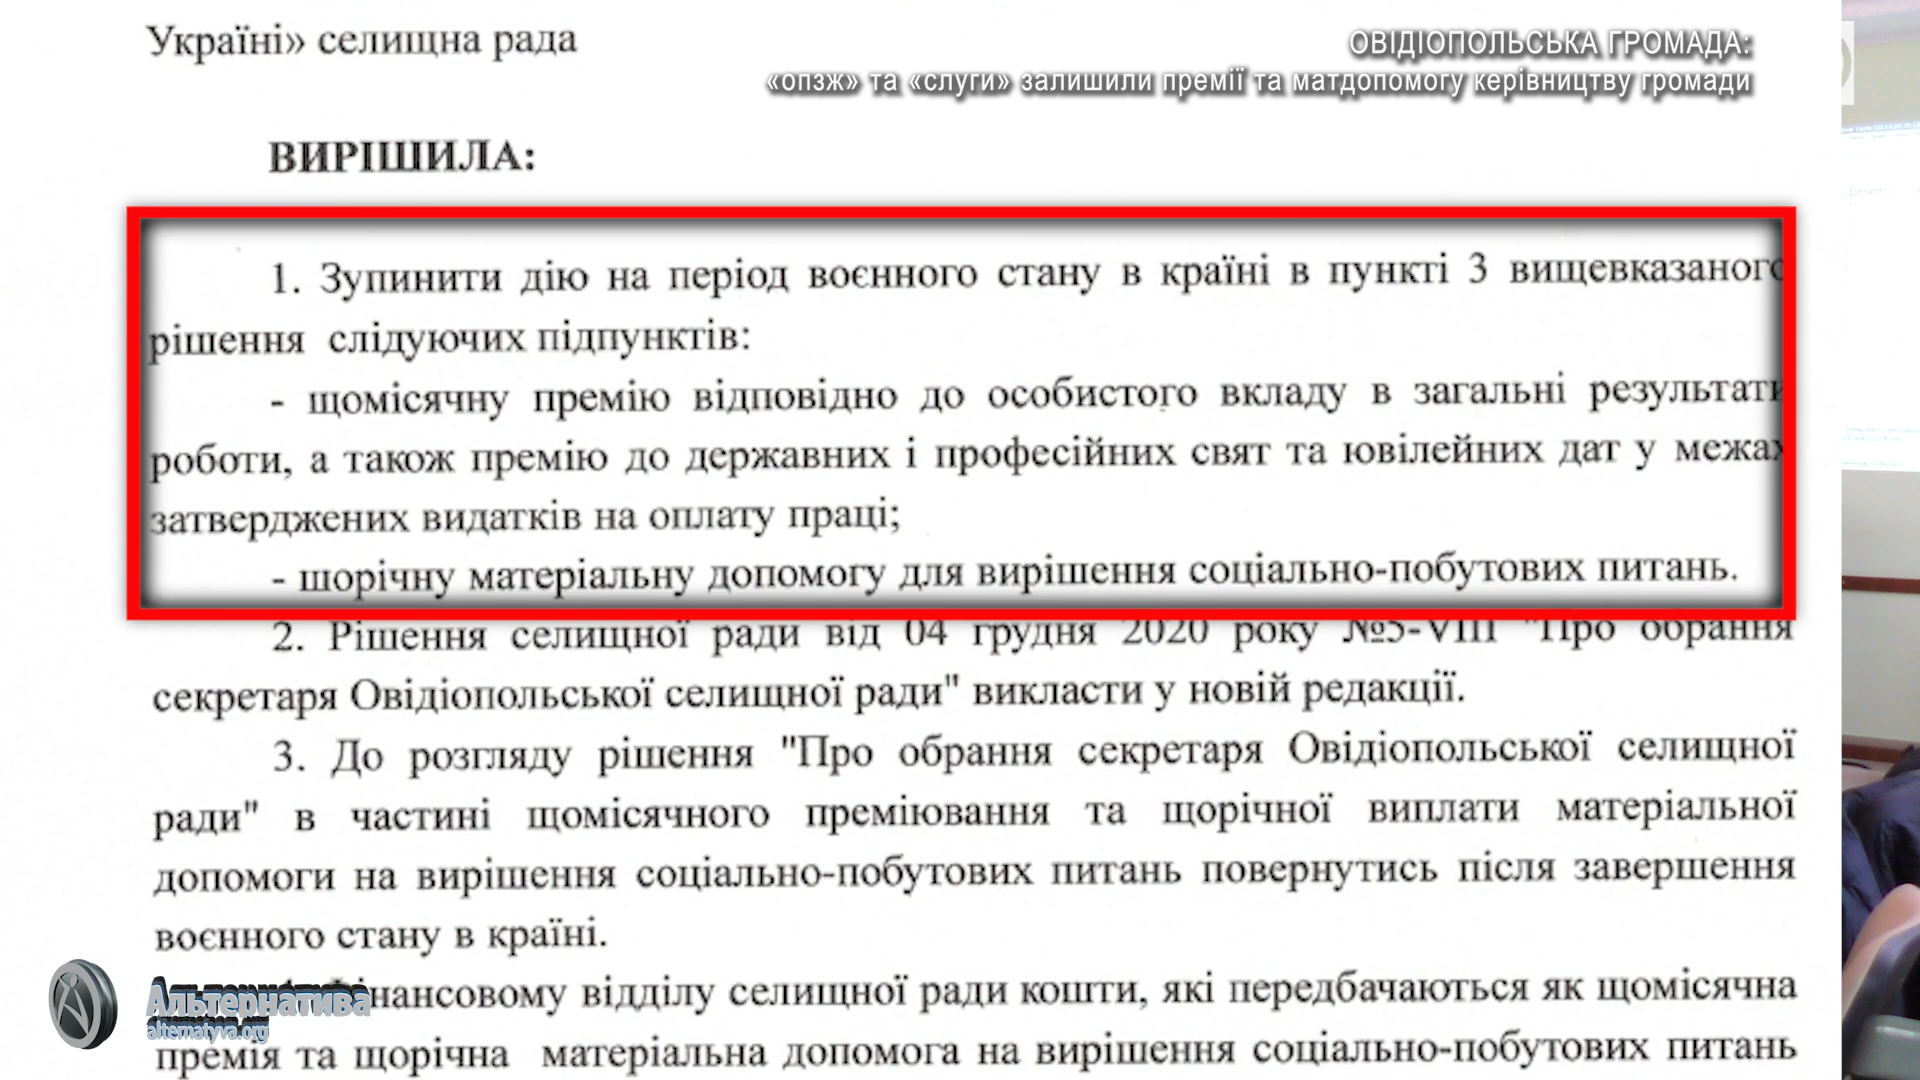 Україні» селищна рада
ОВІДІОПОЛЬСЬКА ГРОМАДА:
«опзж» та «слуги» залишили премії та матдопомогу керівництву громади
ВИРІШИЛА:
1. Зупинити дію на період воєнного стану в країні в пункті 3 вищевказаного
рішення слідуючих підпунктів:
- щомісячну премію відповідно до особистого вкладу в загальні результати
роботи, а також премію до державних і професійних свят та ювілейних дат у межах
затверджених видатків на оплату праці;
- шорічну матеріальну допомогу для вирішення соціально-побутових питань.
2. Рішення селищної ради від 04 грудня 2020 року №5-VIII "Про обрання
секретаря Овідіопольської селищної ради" викласти у новій редакції.
3. До розгляду рішення "Про обрання секретаря Овідіопольської селищної
ради" в частині щомісячного преміювання та щорічної виплати матеріальної
допомоги на вирішення соціально-побутових питань повернутись після завершення
воєнного стану в країні.
Фінансовому відділу селищної ради кошти, які передбачаються як щомісячна
премія та щорічна матеріальна допомога на вирішення соціально-побутових питань
Альтернатива
alternatyva.org